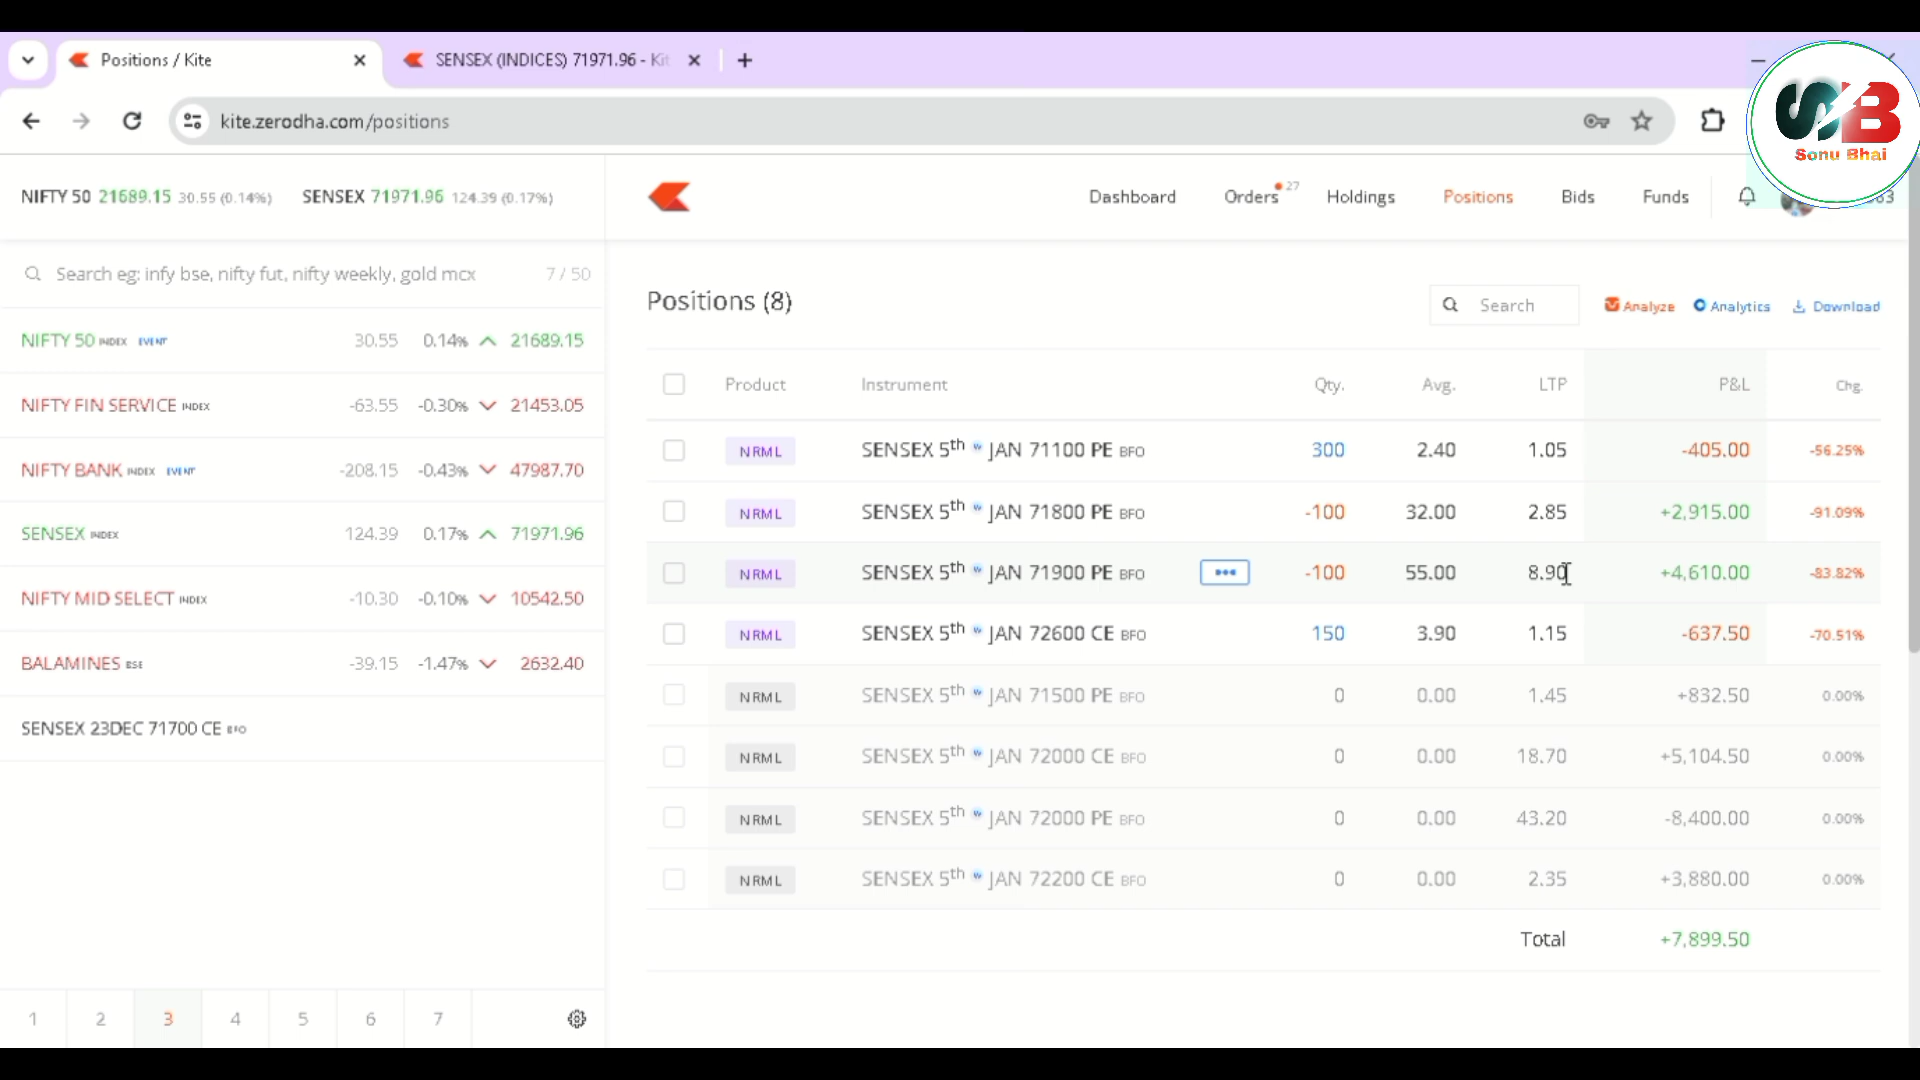 Positions / Kite
SENSEX (INDICES) 71971.96 - Kit
kite.zerodha.com/positions
SB
Sonu Bhai
NIFTY 50 21689.15 30.55 (0.14%) SENSEX 71971.96 124.39 (0.17%)
Dashboard Orders 27 Holdings Positions Bids Funds
Search eg: infy bse, nifty fut, nifty weekly, gold mcx 7 / 50
NIFTY 50 INDEX EVENT 30.55 0.14% 21689.15
NIFTY FIN SERVICE INDEX -63.55 -0.30% 21453.05
NIFTY BANK INDEX EVENT -208.15 -0.43% 47987.70
SENSEX INDEX 124.39 0.17% 71971.96
NIFTY MID SELECT INDEX -10.30 -0.10% 10542.50
BALAMINES BSE -39.15 -1.47% 2632.40
SENSEX 23DEC 71700 CE BFO
1 2 3 4 5 6 7
Positions (8) Search Analyze Analytics Download
Product Instrument Qty. Avg. LTP P&L Chg.
NRML SENSEX 5th w JAN 71100 PE BFO 300 2.40 1.05 -405.00 -56.25%
NRML SENSEX 5th w JAN 71800 PE BFO -100 32.00 2.85 +2,915.00 -91.09%
NRML SENSEX 5th w JAN 71900 PE BFO -100 55.00 8.90 +4,610.00 -83.82%
NRML SENSEX 5th w JAN 72600 CE BFO 150 3.90 1.15 -637.50 -70.51%
NRML SENSEX 5th w JAN 71500 PE BFO 0 0.00 1.45 +832.50 0.00%
NRML SENSEX 5th w JAN 72000 CE BFO 0 0.00 18.70 +5,104.50 0.00%
NRML SENSEX 5th w JAN 72000 PE BFO 0 0.00 43.20 -8,400.00 0.00%
NRML SENSEX 5th w JAN 72200 CE BFO 0 0.00 2.35 +3,880.00 0.00%
Total +7,899.50